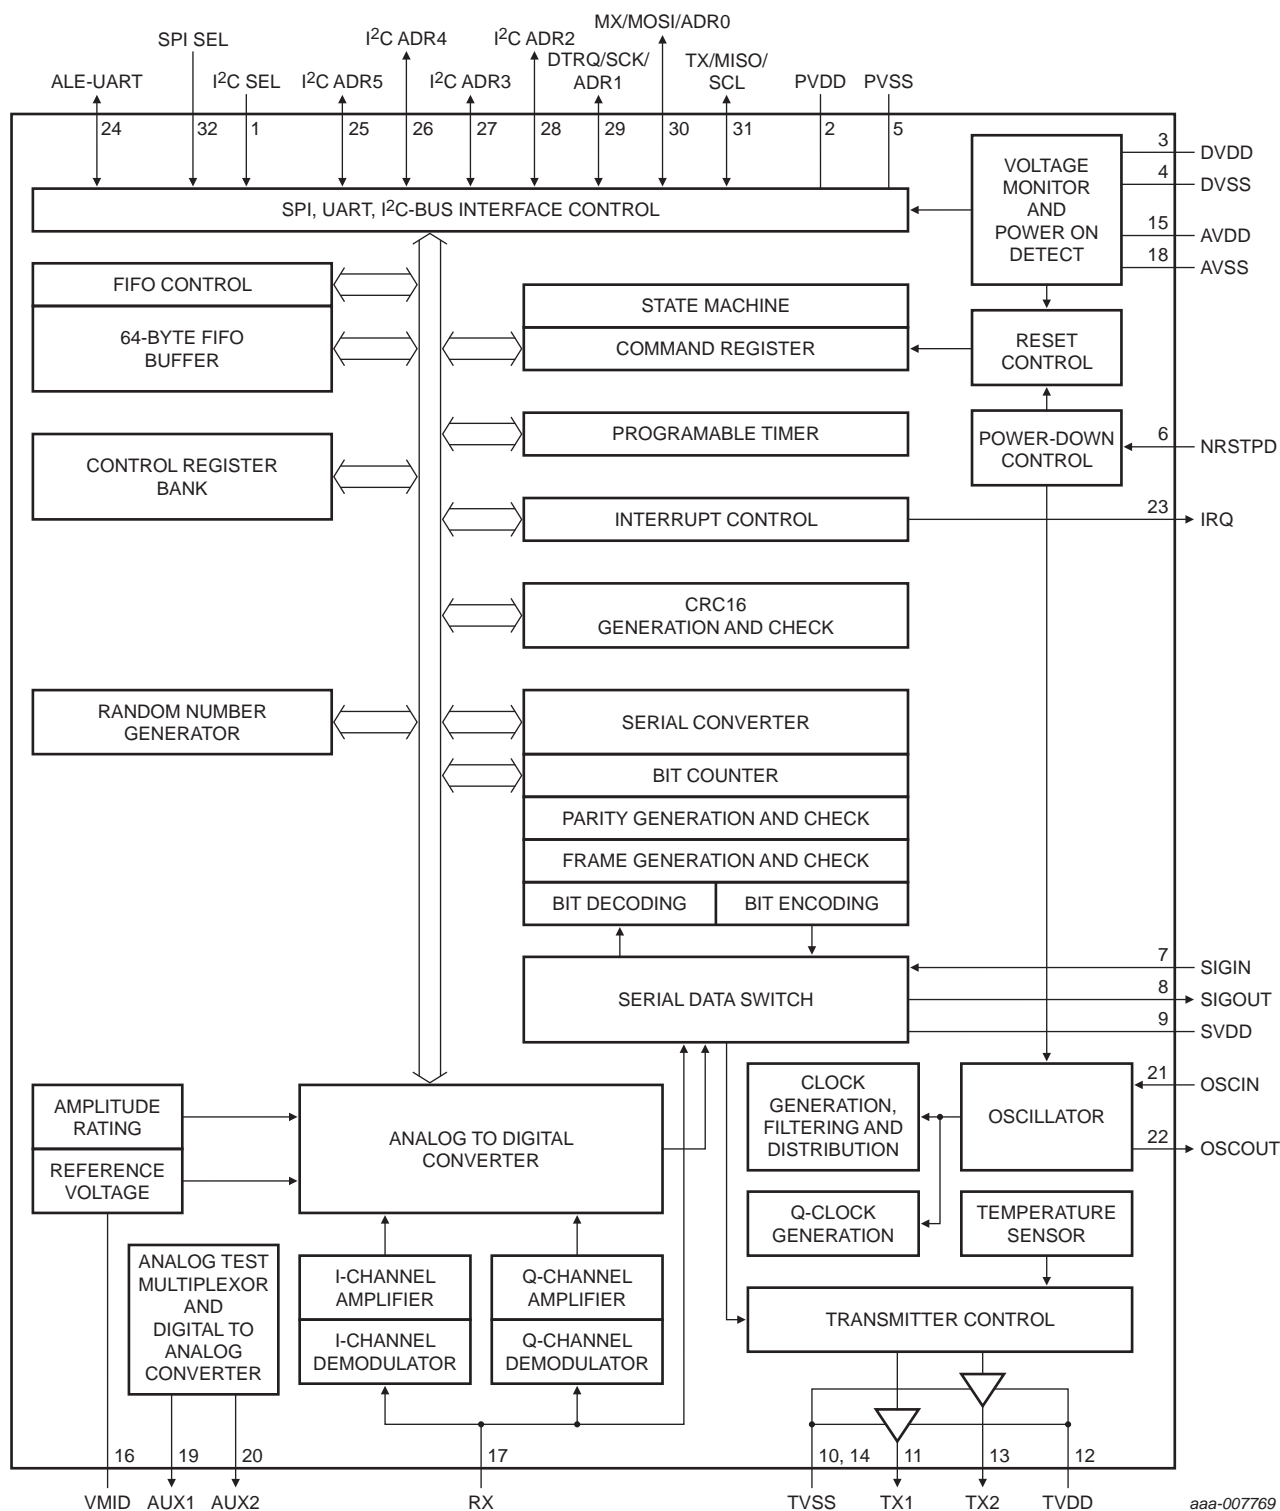 MX/MOSI/ADR0
SPI SEL
I²C ADR4
I²C ADR2
DTRQ/SCK/
ADR1
TX/MISO/
SCL
ALE-UART
I²C SEL
I²C ADR5
I²C ADR3
PVDD
PVSS
24
32
1
25
26
27
28
29
30
31
2
5
SPI, UART, I²C-BUS INTERFACE CONTROL
VOLTAGE
MONITOR
AND
POWER ON
DETECT
3
DVDD
4
DVSS
15
AVDD
18
AVSS
FIFO CONTROL
64-BYTE FIFO
BUFFER
STATE MACHINE
COMMAND REGISTER
RESET
CONTROL
CONTROL REGISTER
BANK
PROGRAMABLE TIMER
POWER-DOWN
CONTROL
6
NRSTPD
INTERRUPT CONTROL
23
IRQ
CRC16
GENERATION AND CHECK
RANDOM NUMBER
GENERATOR
SERIAL CONVERTER
BIT COUNTER
PARITY GENERATION AND CHECK
FRAME GENERATION AND CHECK
BIT DECODING
BIT ENCODING
SERIAL DATA SWITCH
7
SIGIN
8
SIGOUT
9
SVDD
AMPLITUDE
RATING
REFERENCE
VOLTAGE
ANALOG TO DIGITAL
CONVERTER
CLOCK
GENERATION,
FILTERING AND
DISTRIBUTION
OSCILLATOR
21
OSCIN
22
OSCOUT
Q-CLOCK
GENERATION
TEMPERATURE
SENSOR
ANALOG TEST
MULTIPLEXOR
AND
DIGITAL TO
ANALOG
CONVERTER
I-CHANNEL
AMPLIFIER
I-CHANNEL
DEMODULATOR
Q-CHANNEL
AMPLIFIER
Q-CHANNEL
DEMODULATOR
TRANSMITTER CONTROL
16
19
20
17
10, 14
11
13
12
VMID
AUX1
AUX2
RX
TVSS
TX1
TX2
TVDD
aaa-007769